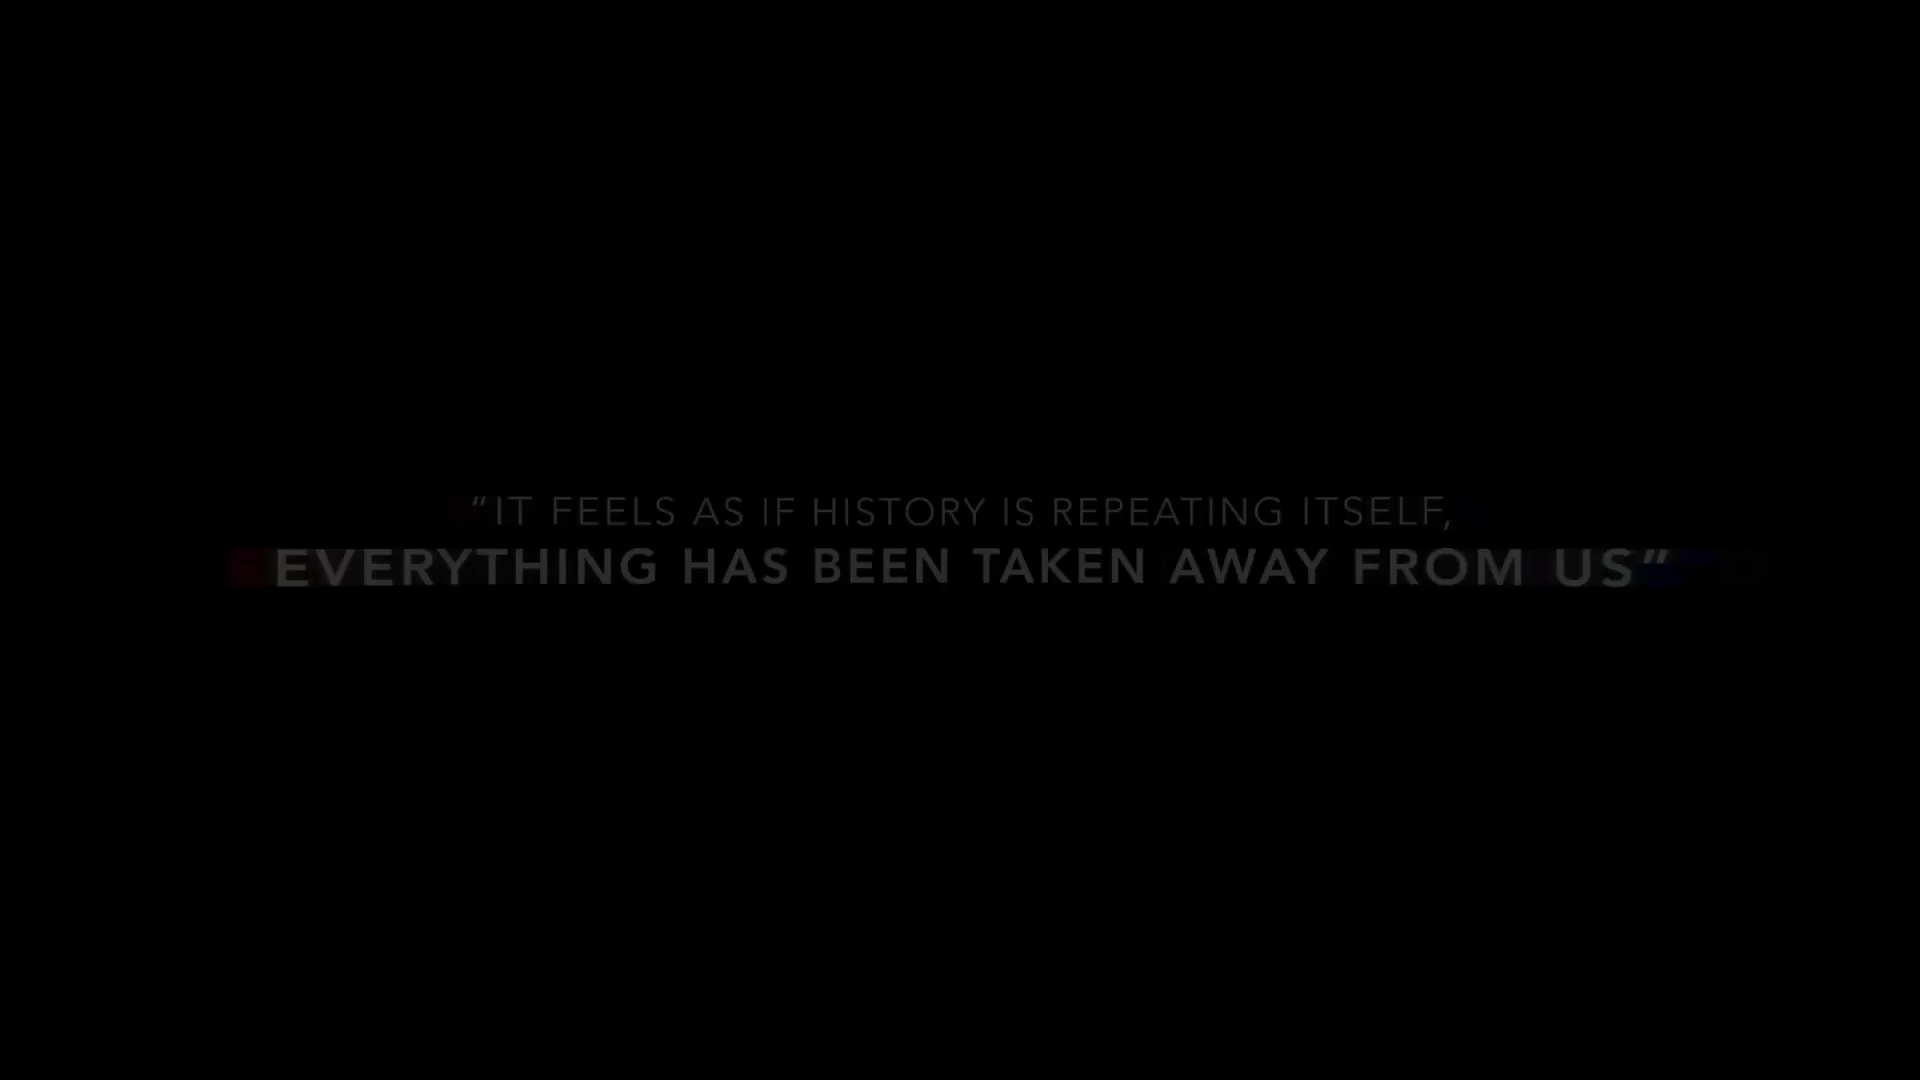 “IT FEELS AS IF HISTORY IS REPEATING ITSELF,
EVERYTHING HAS BEEN TAKEN AWAY FROM US”